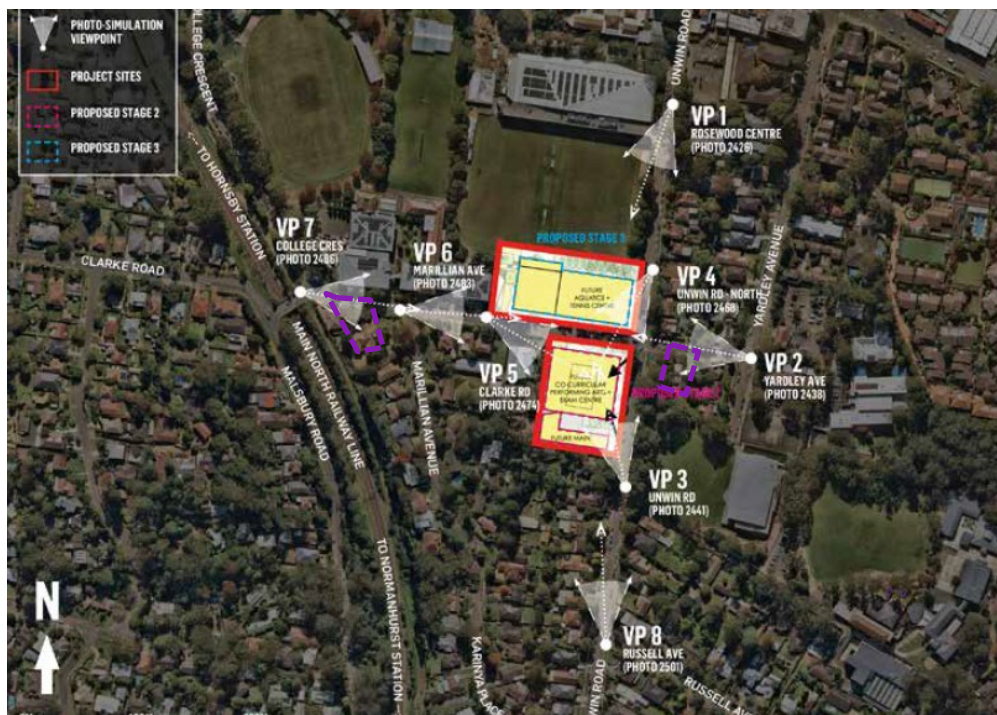 PHOTO-SIMULATION
VIEWPOINT
PROJECT SITES
PROPOSED STAGE 2
PROPOSED STAGE 3
COLLEGE CRESCENT
<--- TO HORNSBY STATION
UNWIN ROAD
VP 1
ROSEWOOD CENTRE
(PHOTO 2426)
VP 7
COLLEGE CRES
(PHOTO 2486)
VP 6
MARILLIAN AVE
(PHOTO 2483)
PROPOSED STAGE 3
CLARKE ROAD
FUTURE
AQUATICS +
TENNIS CENTRE
VP 4
UNWIN RD - NORTH
(PHOTO 2468)
YARDLEY AVENUE
VP 5
CLARKE RD
(PHOTO 2474)
CO CURRICULAR
PERFORMING ARTS +
EXAM CENTRE
VP 2
YARDLEY AVE
(PHOTO 2438)
MAIN NORTH RAILWAY LINE
MALSBURY ROAD
MARILLIAN AVENUE
VP 3
UNWIN RD
(PHOTO 2441)
TO NORMANHURST STATION --->
N
VP 8
RUSSELL AVE
(PHOTO 2501)
KARINYA PLACE
WIN ROAD
RUSSELL AV